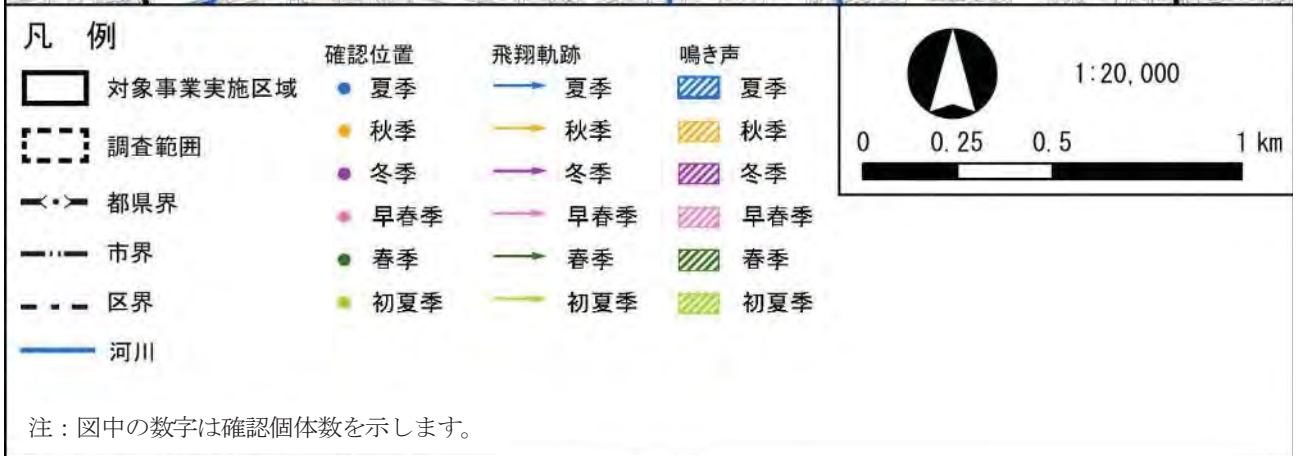 凡 例
対象事業実施区域
調査範囲
都県界
市界
区界
河川
確認位置
夏季
秋季
冬季
早春季
春季
初夏季
飛翔軌跡
夏季
秋季
冬季
早春季
春季
初夏季
鳴き声
夏季
秋季
冬季
早春季
春季
初夏季
1:20,000
0 0.25 0.5 1 km
注：図中の数字は確認個体数を示します。